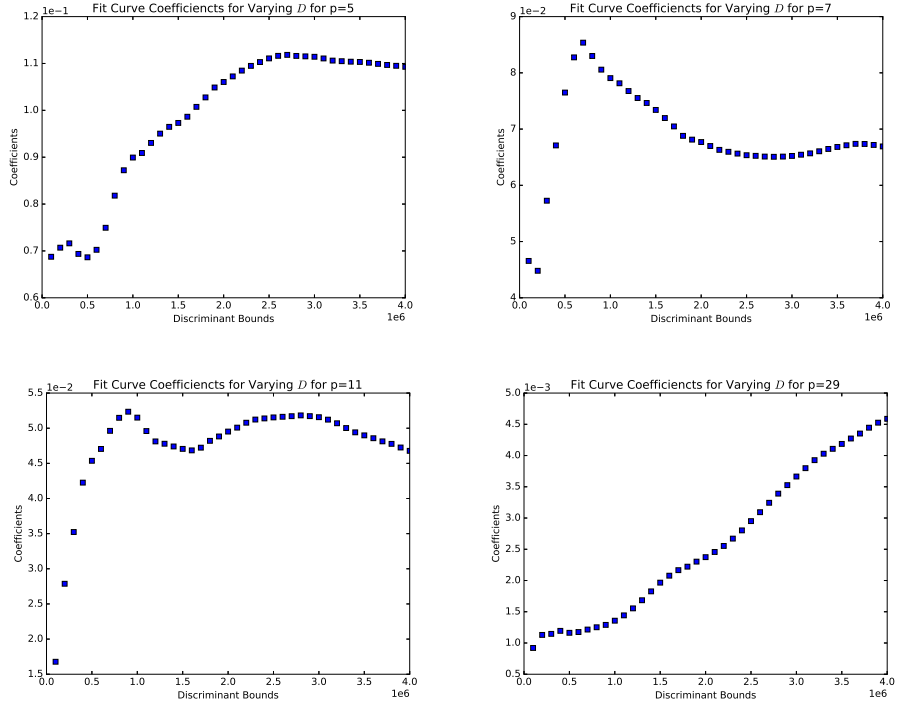 Fit Curve Coefficiencts for Varying D for p=5
1e−1
1.2
1.1
1.0
0.9
0.8
0.7
0.6
Coefficients
0.0 0.5 1.0 1.5 2.0 2.5 3.0 3.5 4.0
1e6
Discriminant Bounds
Fit Curve Coefficiencts for Varying D for p=7
1e−2
9
8
7
6
5
4
Coefficients
0.0 0.5 1.0 1.5 2.0 2.5 3.0 3.5 4.0
1e6
Discriminant Bounds
Fit Curve Coefficiencts for Varying D for p=11
1e−2
5.5
5.0
4.5
4.0
3.5
3.0
2.5
2.0
1.5
Coefficients
0.0 0.5 1.0 1.5 2.0 2.5 3.0 3.5 4.0
1e6
Discriminant Bounds
Fit Curve Coefficiencts for Varying D for p=29
1e−3
5.0
4.5
4.0
3.5
3.0
2.5
2.0
1.5
1.0
0.5
Coefficients
0.0 0.5 1.0 1.5 2.0 2.5 3.0 3.5 4.0
1e6
Discriminant Bounds